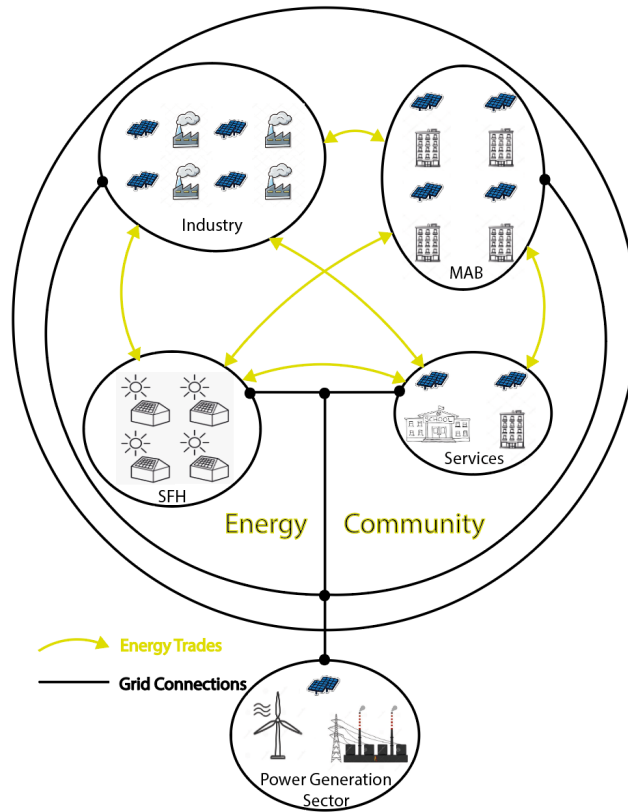 Industry
MAB
SFH
Services
Energy Community
Energy Trades
Grid Connections
Power Generation
Sector